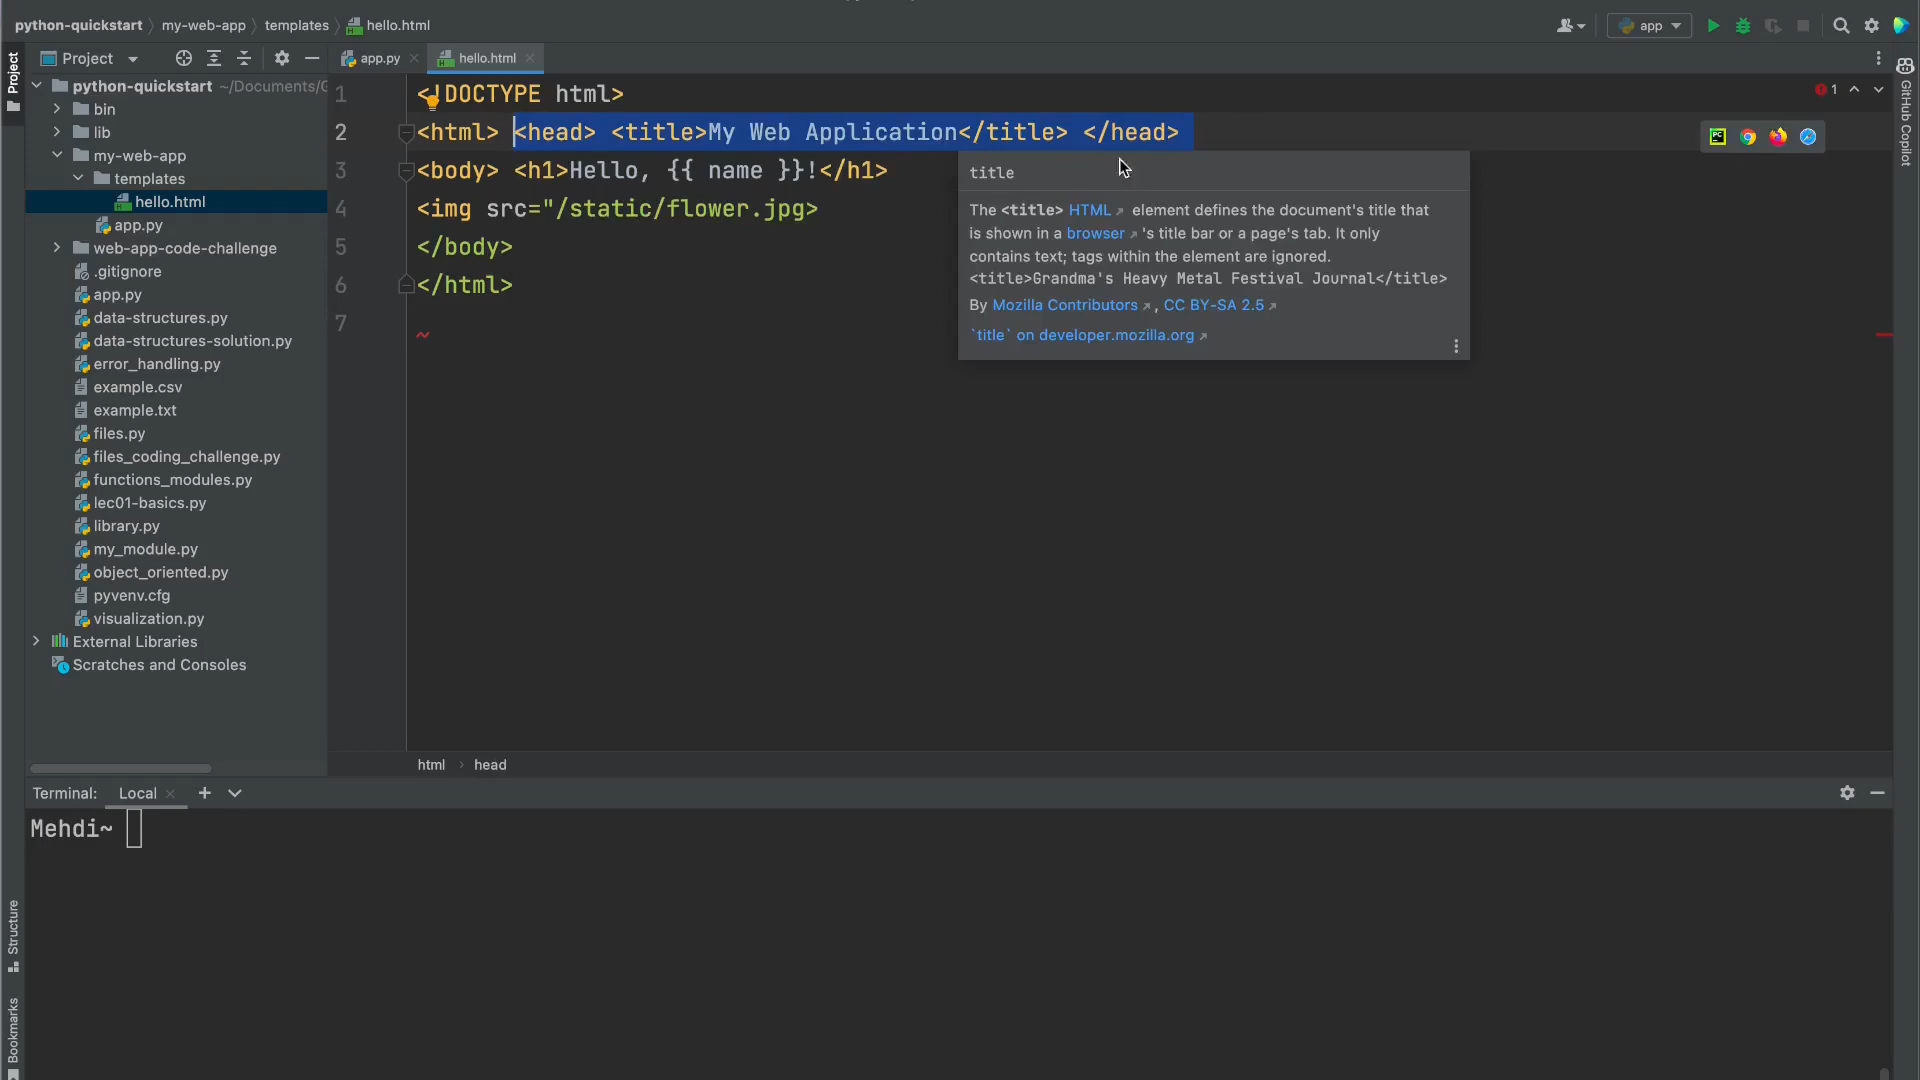 python-quickstart my-web-app templates hello.html
app
Project
Project
app.py
hello.html
GitHub Copilot
python-quickstart ~/Documents/
bin
lib
my-web-app
templates
hello.html
app.py
web-app-code-challenge
.gitignore
app.py
data-structures.py
data-structures-solution.py
error_handling.py
example.csv
example.txt
files.py
files_coding_challenge.py
functions_modules.py
lec01-basics.py
library.py
my_module.py
object_oriented.py
pyvenv.cfg
visualization.py
External Libraries
Scratches and Consoles
1 <!DOCTYPE html>
2 <html> <head> <title>My Web Application</title> </head>
3 <body> <h1>Hello, {{ name }}!</h1>
4 <img src="/static/flower.jpg>
5 </body>
6 </html>
7
1
title
The <title> HTML element defines the document's title that
is shown in a browser 's title bar or a page's tab. It only
contains text; tags within the element are ignored.
<title>Grandma's Heavy Metal Festival Journal</title>
By Mozilla Contributors , CC BY-SA 2.5
`title` on developer.mozilla.org
html head
Terminal: Local
Mehdi~
Structure
Bookmarks